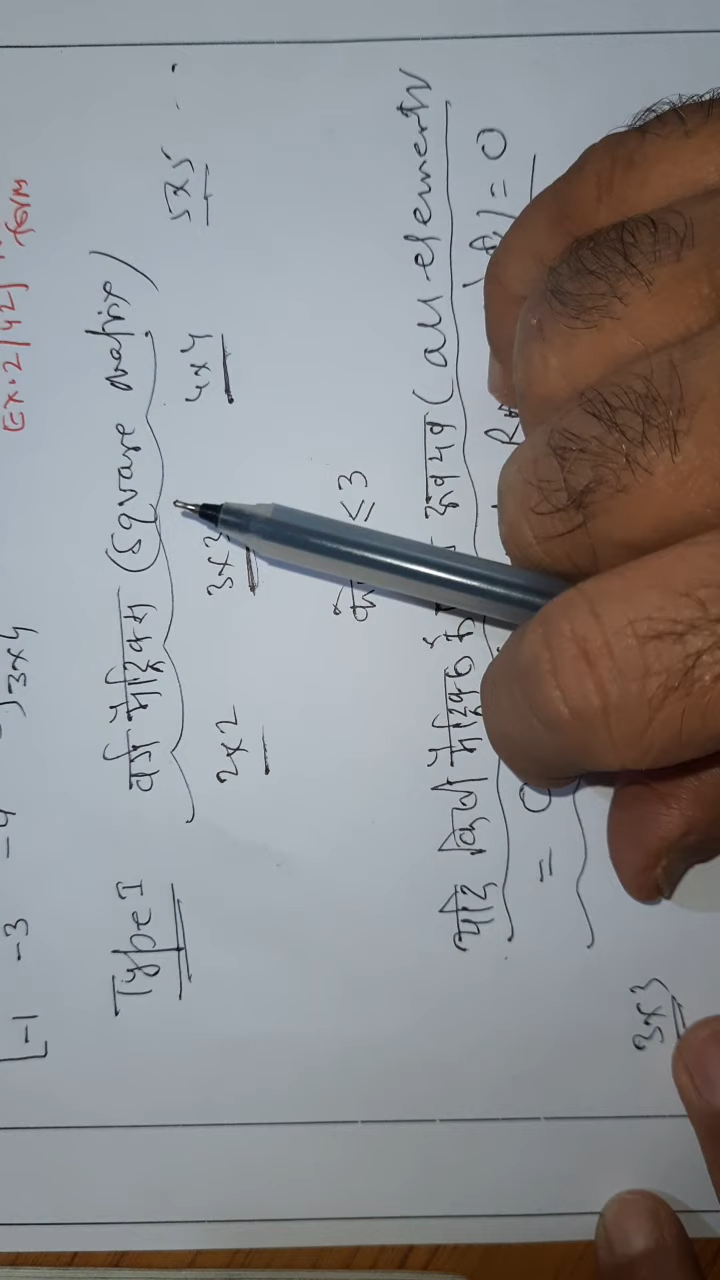 [-1 -3 -4 ]3x4 Ex.2/42] form
Type I वर्ग मैट्रिक्स (Square matrix)
2x2 3x3 4x4 5x5 ..
≤ 3
यदि किसी मैट्रिक्स के अवयव (all elements
= 0 = 0
3x3